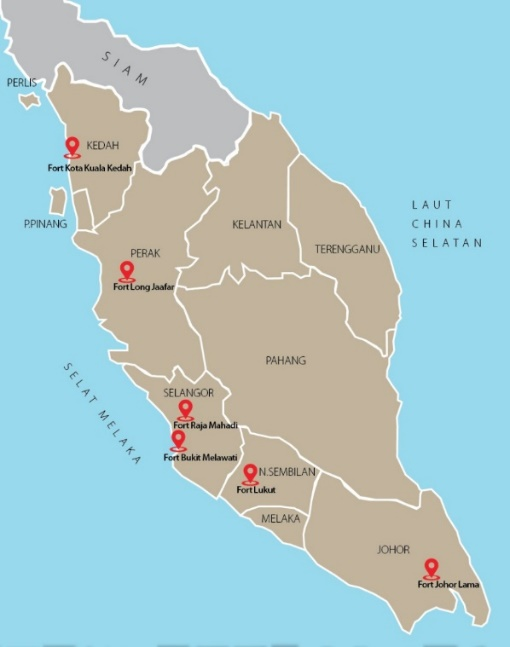 SIAM
PERLIS
KEDAH
Fort Kota Kuala Kedah
P.PINANG
PERAK
Fort Long Jaafar
KELANTAN
TERENGGANU
LAUT
CHINA
SELATAN
PAHANG
SELAT MELAKA
SELANGOR
Fort Raja Mahadi
Fort Bukit Melawati
N.SEMBILAN
Fort Lukut
MELAKA
JOHOR
Fort Johor Lama